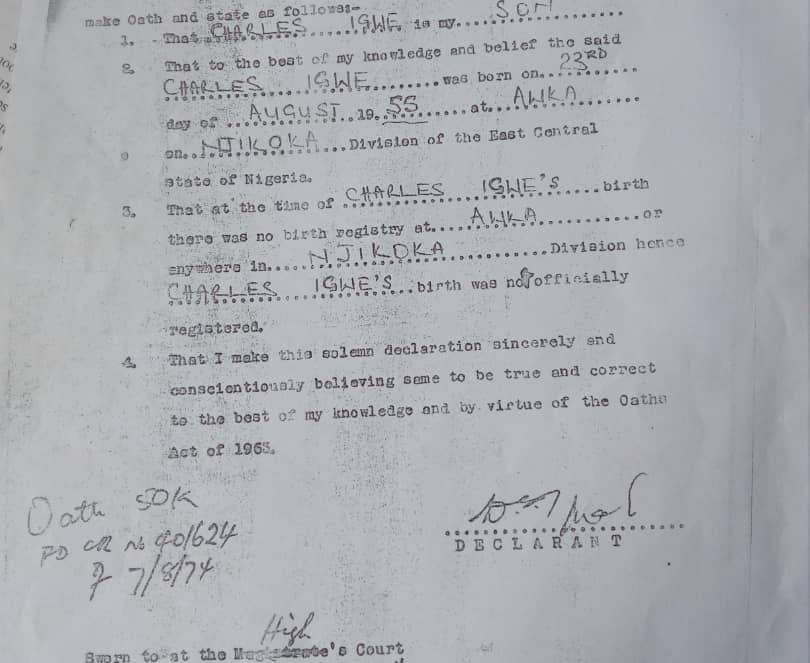 make Oath and state as follows:-
1. That CHARLES IGWE is my SON
2. That to the best of my knowledge and belief the said
CHARLES IGWE was born on 23RD
day of AUGUST 19 55 at AWKA
on NJIKOKA Division of the East Central
state of Nigeria.
3. That at the time of CHARLES IGWE'S birth
there was no birth registry at AWKA or
anywhere in NJIKOKA Division hence
CHARLES IGWE'S birth was not officially
registered.
4. That I make this solemn declaration sincerely and
conscientiously believing same to be true and correct
to the best of my knowledge and by virtue of the Oaths
Act of 1963.
Oath 50K
PD CR No
7/8/74
DECLARANT
High
Sworn to at the Magistrate's Court